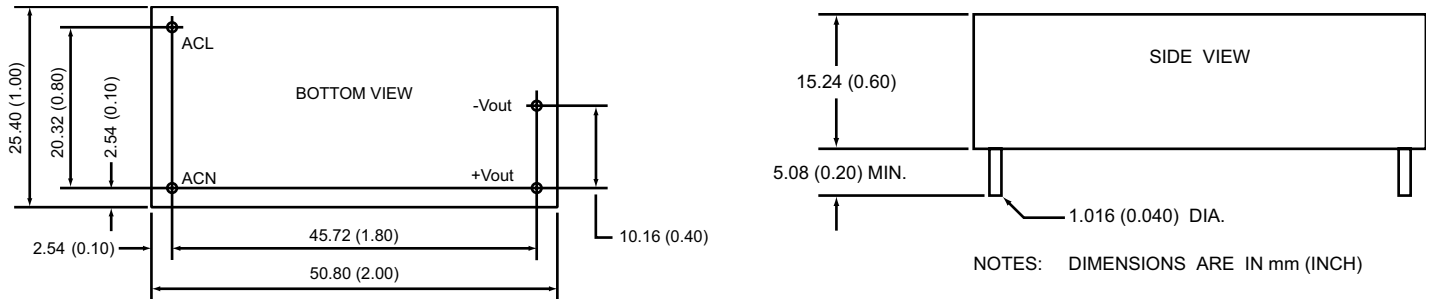 ACL
25.40 (1.00)
20.32 (0.80)
2.54 (0.10)
BOTTOM VIEW
-Vout
ACN
+Vout
2.54 (0.10)
45.72 (1.80)
10.16 (0.40)
50.80 (2.00)
SIDE VIEW
15.24 (0.60)
5.08 (0.20) MIN.
1.016 (0.040) DIA.
NOTES: DIMENSIONS ARE IN mm (INCH)